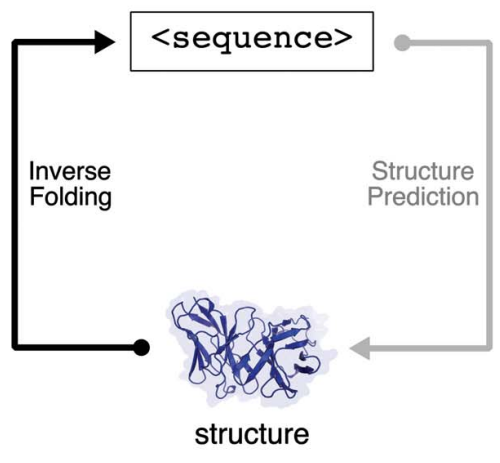 <sequence>
Inverse
Folding
Structure
Prediction
structure